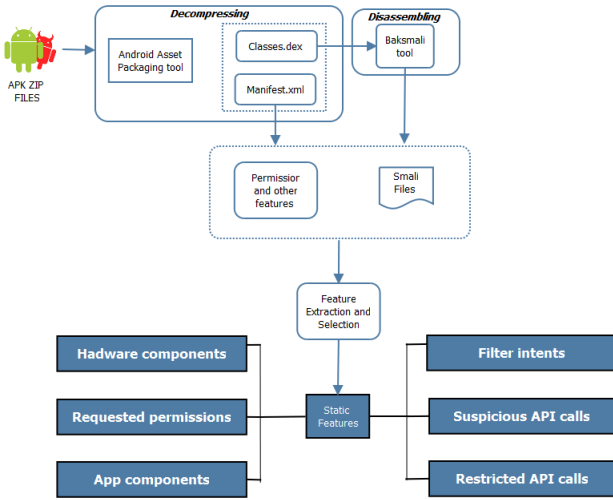 Decompressing
Disassembling
Android Asset
Packaging tool
Classes.dex
Manifest.xml
Baksmali
tool
APK ZIP
FILES
Permissior
and other
features
Smali
Files
Feature
Extraction and
Selection
Hadware components
Requested permissions
App components
Static
Features
Filter intents
Suspicious API calls
Restricted API calls